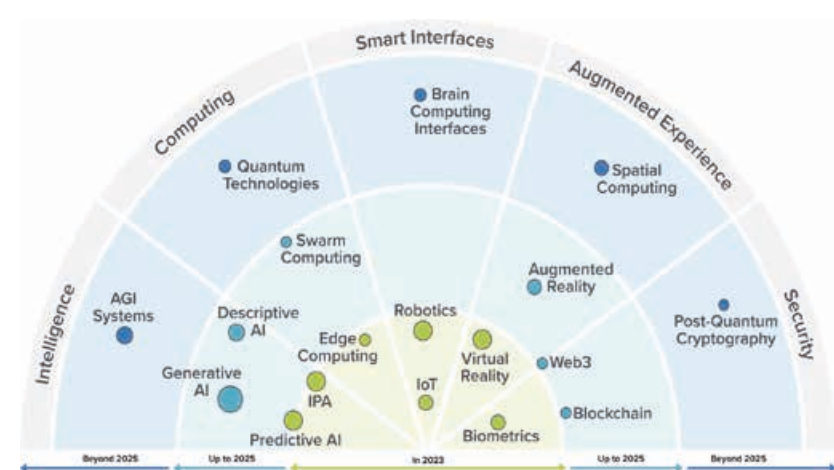 Smart Interfaces
Computing
Augmented Experience
Intelligence
Security
Brain
Computing
Interfaces
Quantum
Technologies
Spatial
Computing
Swarm
Computing
Augmented
Reality
AGI
Systems
Descriptive
AI
Robotics
Post-Quantum
Cryptography
Edge
Computing
Virtual
Reality
Web3
Generative
AI
IPA
IoT
Predictive AI
Biometrics
Blockchain
Beyond 2025
Up to 2025
In 2023
Up to 2025
Beyond 2025